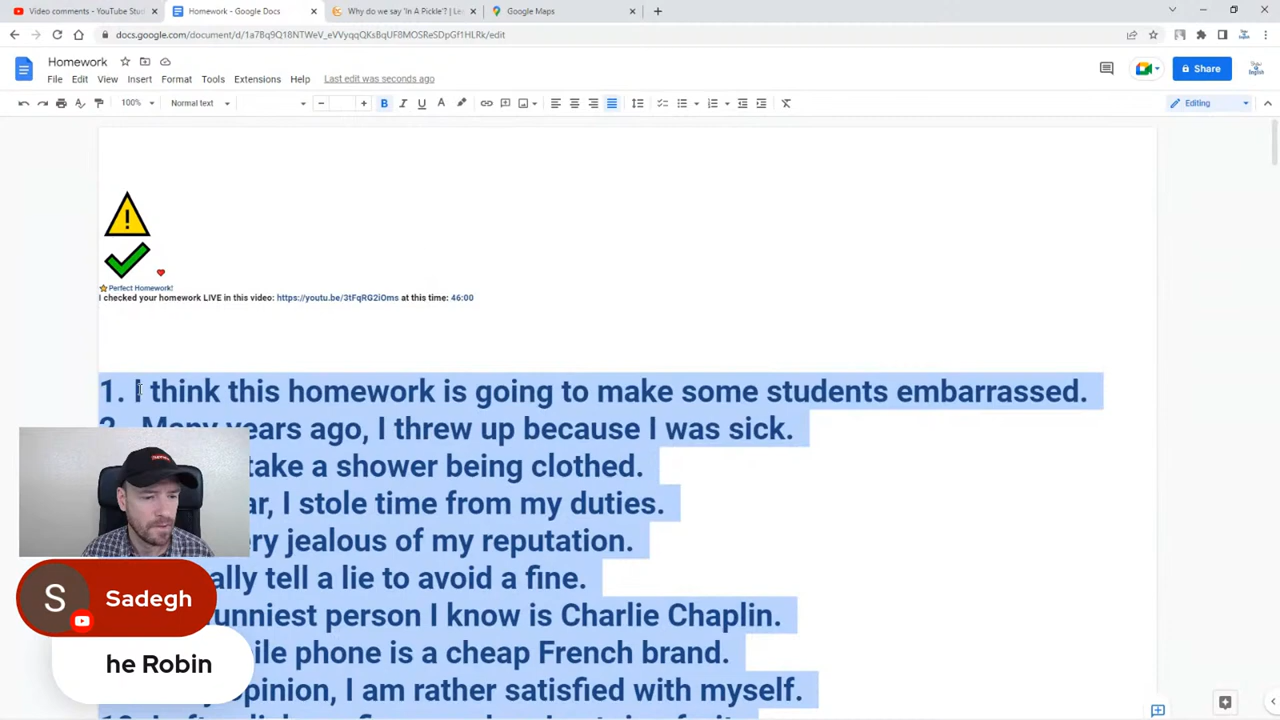 Video comments - YouTube Stu
Homework - Google Docs
Why do we say 'In A Pickle'? | Le
Google Maps
docs.google.com/document/d/1a7Bq9Q18NTWeV_eVVyqqQKsBqUF8MOSReSDpGf1HLRk/edit
Homework
File Edit View Insert Format Tools Extensions Help Last edit was seconds ago
Share
100% Normal text
Editing
Perfect Homework!
I checked your homework LIVE in this video: https://youtu.be/3tFqRG2iOms at this time: 46:00
1. I think this homework is going to make some students embarrassed.
2. Many years ago, I threw up because I was sick.
take a shower being clothed.
ar, I stole time from my duties.
ery jealous of my reputation.
ally tell a lie to avoid a fine.
unniest person I know is Charlie Chaplin.
ile phone is a cheap French brand.
opinion, I am rather satisfied with myself.
S
Sadegh
he Robin